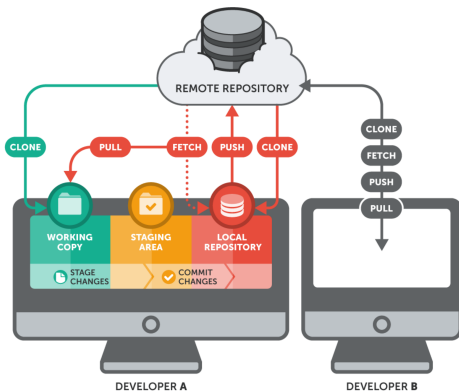 REMOTE REPOSITORY
CLONE
PULL
FETCH
PUSH
CLONE
CLONE
FETCH
PUSH
PULL
WORKING
COPY
STAGING
AREA
LOCAL
REPOSITORY
STAGE
CHANGES
COMMIT
CHANGES
DEVELOPER A
DEVELOPER B